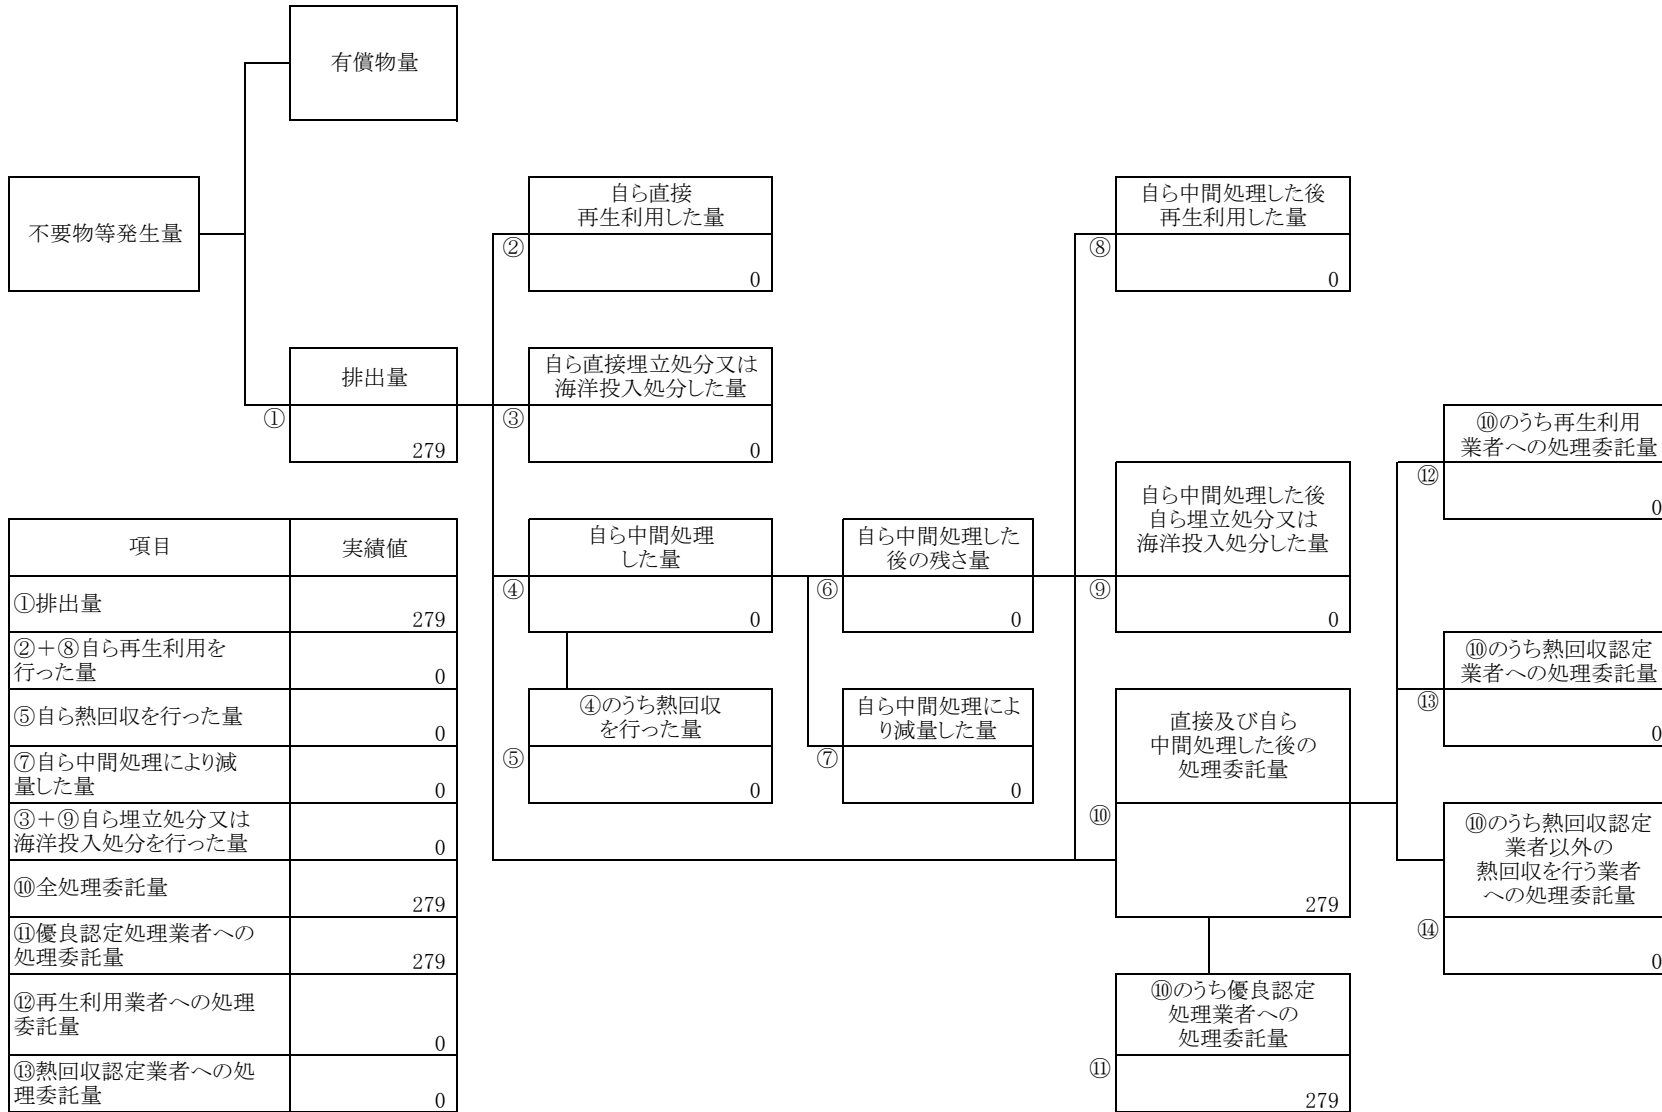 有償物量
不要物等発生量
自ら直接
再生利用した量
②
0
自ら中間処理した後
再生利用した量
⑧
0
排出量
①
279
自ら直接埋立処分又は
海洋投入処分した量
③
0
⑩のうち再生利用
業者への処理委託量
⑫
0
自ら中間処理
した量
④
0
自ら中間処理した
後の残さ量
⑥
0
自ら中間処理した後
自ら埋立処分又は
海洋投入処分した量
⑨
0
⑩のうち熱回収認定
業者への処理委託量
⑬
0
④のうち熱回収
を行った量
⑤
0
自ら中間処理によ
り減量した量
⑦
0
直接及び自ら
中間処理した後の
処理委託量
⑩
279
⑩のうち熱回収認定
業者以外の
熱回収を行う業者
への処理委託量
⑭
0
⑩のうち優良認定
処理業者への
処理委託量
⑪
279
項目 実績値
①排出量 279
②+⑧自ら再生利用を
行った量 0
⑤自ら熱回収を行った量 0
⑦自ら中間処理により減
量した量 0
③+⑨自ら埋立処分又は
海洋投入処分を行った量 0
⑩全処理委託量 279
⑪優良認定処理業者への
処理委託量 279
⑫再生利用業者への処理
委託量 0
⑬熱回収認定業者への処
理委託量 0